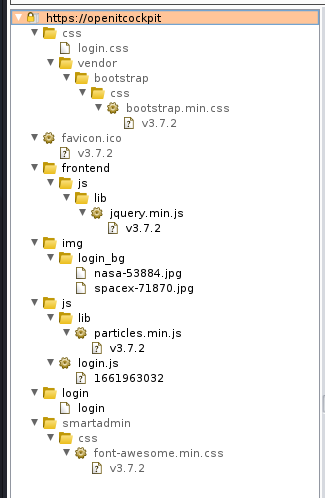 https://openitcockpit
css
login.css
vendor
bootstrap
css
bootstrap.min.css
v3.7.2
favicon.ico
v3.7.2
frontend
js
lib
jquery.min.js
v3.7.2
img
login_bg
nasa-53884.jpg
spacex-71870.jpg
js
lib
particles.min.js
v3.7.2
login.js
1661963032
login
login
smartadmin
css
font-awesome.min.css
v3.7.2